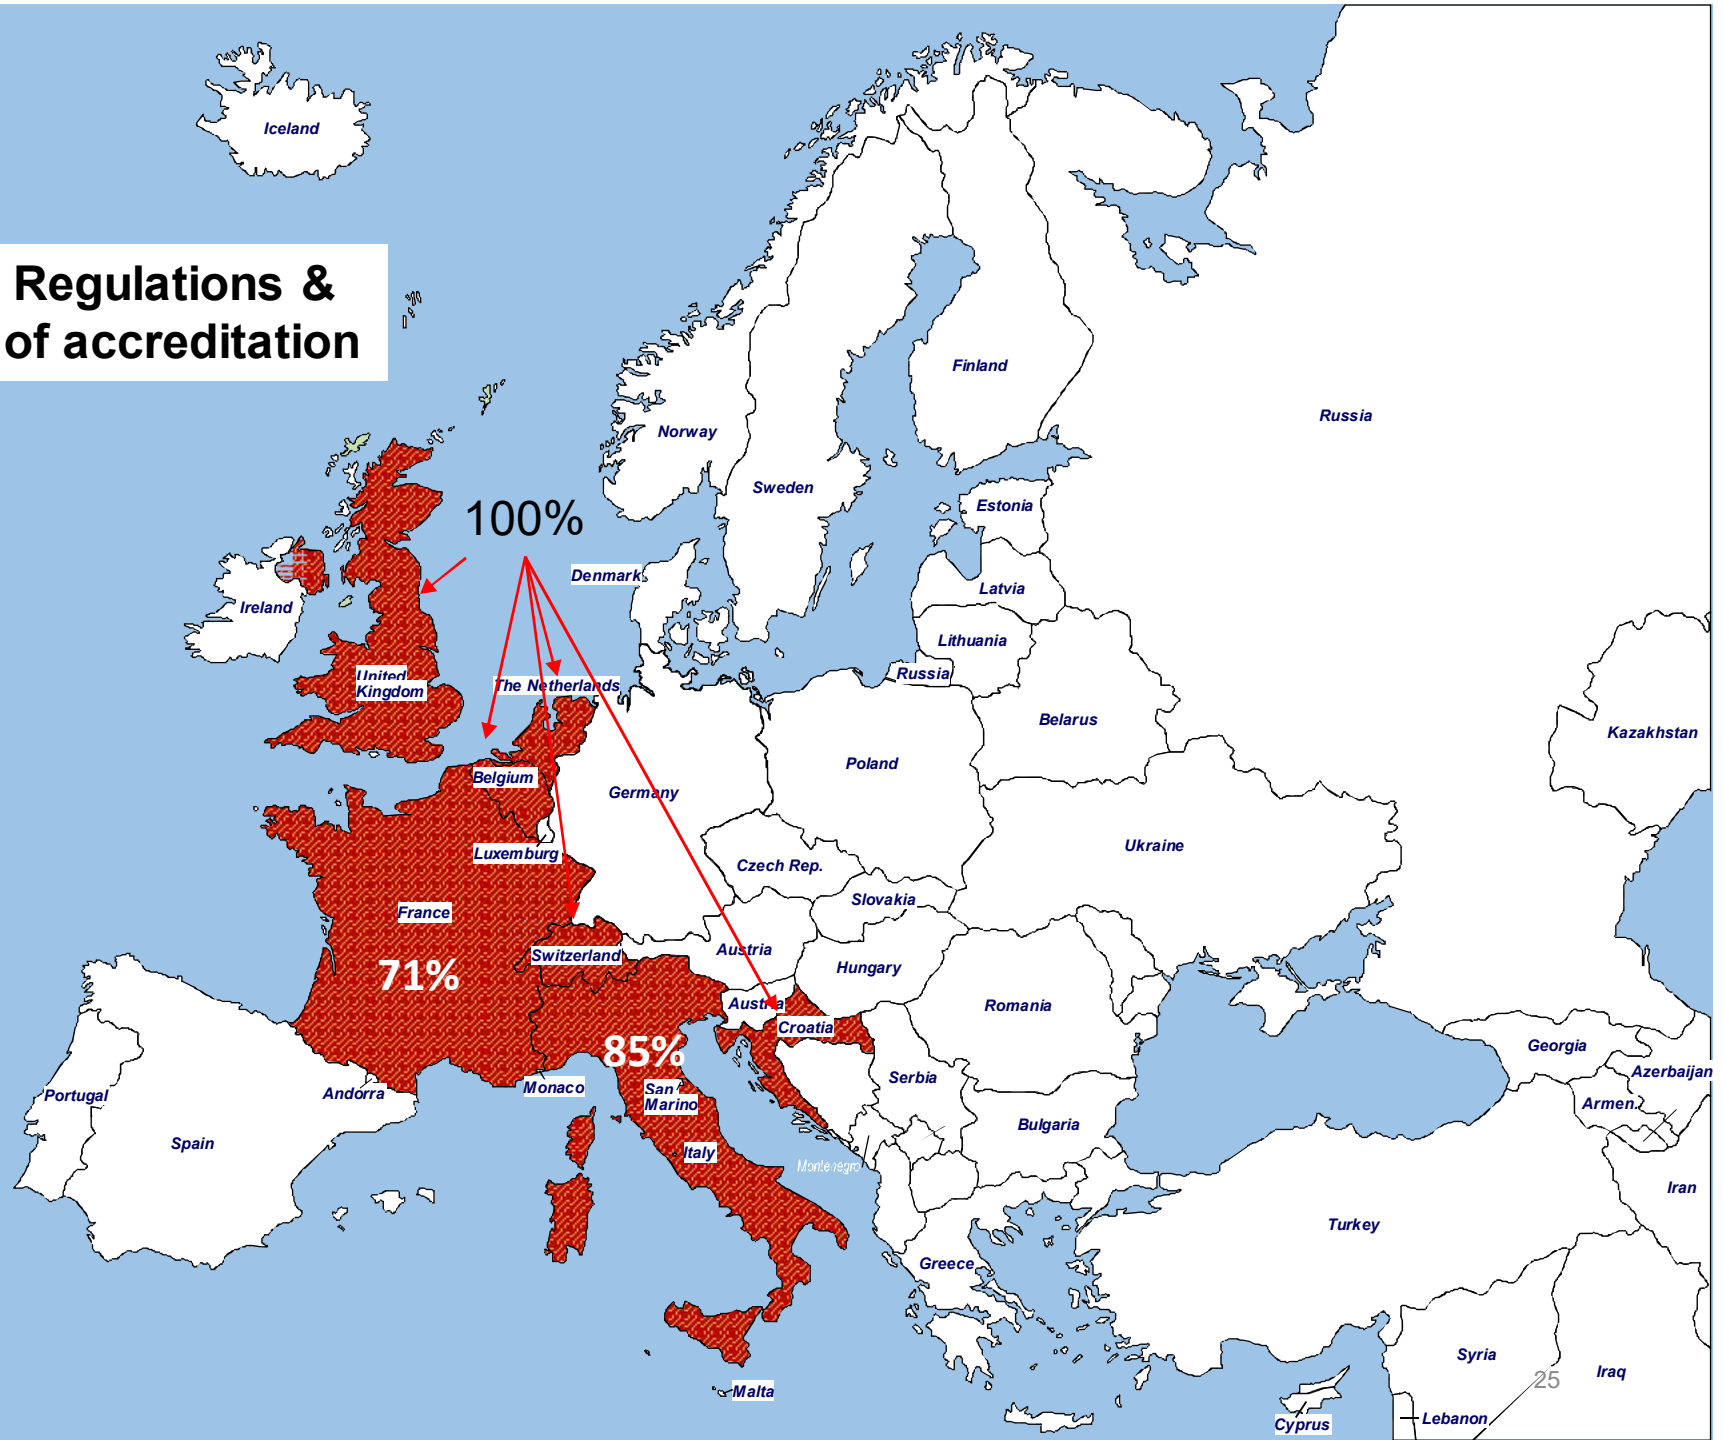 Iceland
Regulations &
of accreditation
Finland
Russia
Norway
Sweden
Estonia
100%
Denmark
Latvia
Ireland
Lithuania
Russia
United
Kingdom
The Netherlands
Belarus
Kazakhstan
Poland
Belgium
Germany
Ukraine
Luxemburg
Czech Rep.
Slovakia
France
Switzerland
Austria
Hungary
71%
Austria
Romania
Croatia
85%
Georgia
Monaco
San
Marino
Serbia
Azerbaijan
Portugal
Andorra
Armen.
Bulgaria
Spain
Italy
Montenegro
Iran
Turkey
Greece
Syria
Iraq
25
Malta
Cyprus
Lebanon